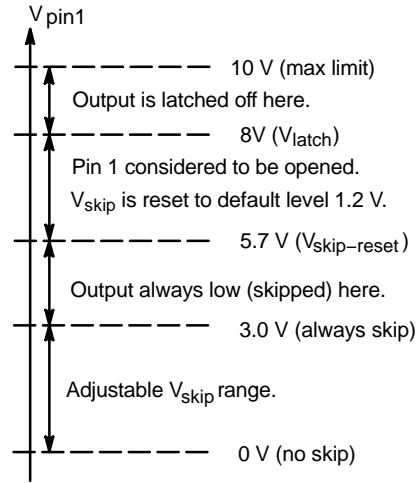 Vpin1
10 V (max limit)
Output is latched off here.
8V (Vlatch)
Pin 1 considered to be opened.
Vskip is reset to default level 1.2 V.
5.7 V (Vskip−reset)
Output always low (skipped) here.
3.0 V (always skip)
Adjustable Vskip range.
0 V (no skip)